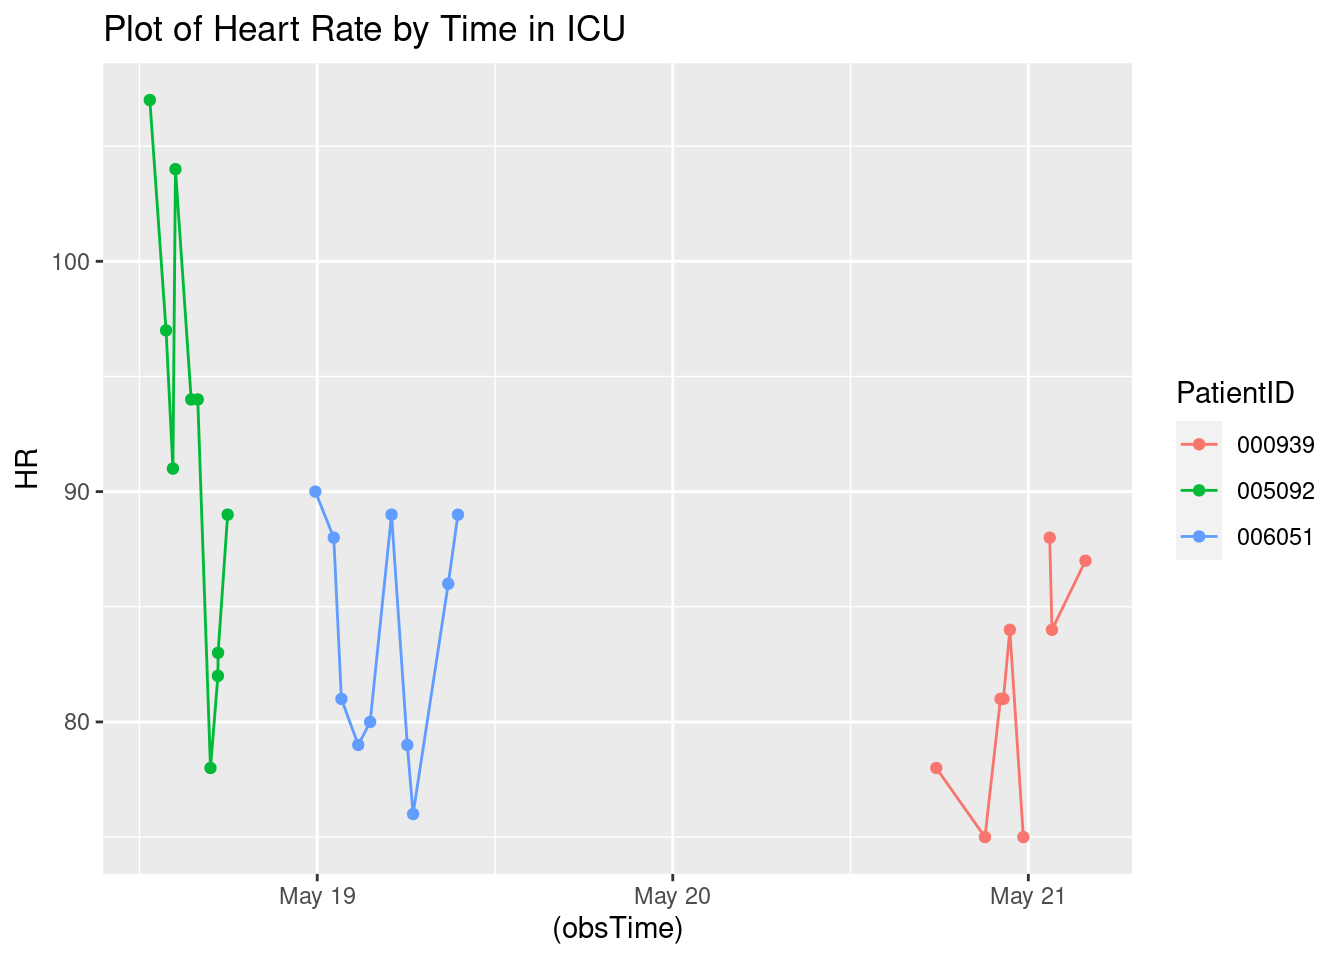 Plot of Heart Rate by Time in ICU
HR
100
90
80
May 19
May 20
May 21
(obsTime)
PatientID
000939
005092
006051